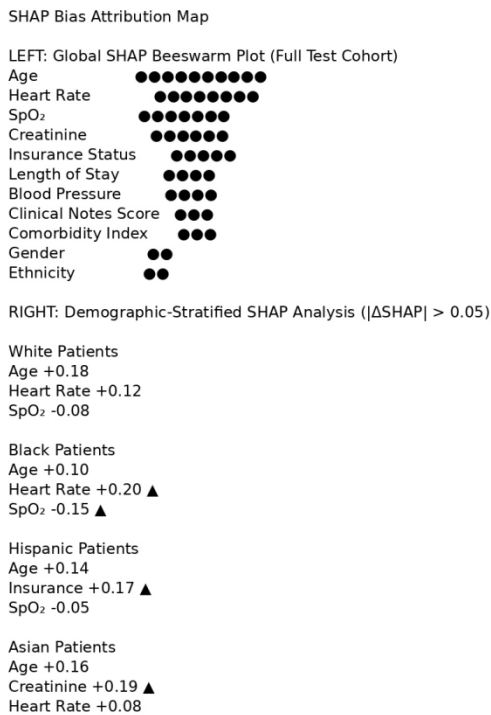 SHAP Bias Attribution Map
LEFT: Global SHAP Beeswarm Plot (Full Test Cohort)
Age ●●●●●●●●●●
Heart Rate ●●●●●●●●
SpO₂ ●●●●●●●
Creatinine ●●●●●●
Insurance Status ●●●●●
Length of Stay ●●●●
Blood Pressure ●●●●
Clinical Notes Score ●●●
Comorbidity Index ●●●
Gender ●●
Ethnicity ●●
RIGHT: Demographic-Stratified SHAP Analysis (|ΔSHAP| > 0.05)
White Patients
Age +0.18
Heart Rate +0.12
SpO₂ -0.08
Black Patients
Age +0.10
Heart Rate +0.20 ▲
SpO₂ -0.15 ▲
Hispanic Patients
Age +0.14
Insurance +0.17 ▲
SpO₂ -0.05
Asian Patients
Age +0.16
Creatinine +0.19 ▲
Heart Rate +0.08